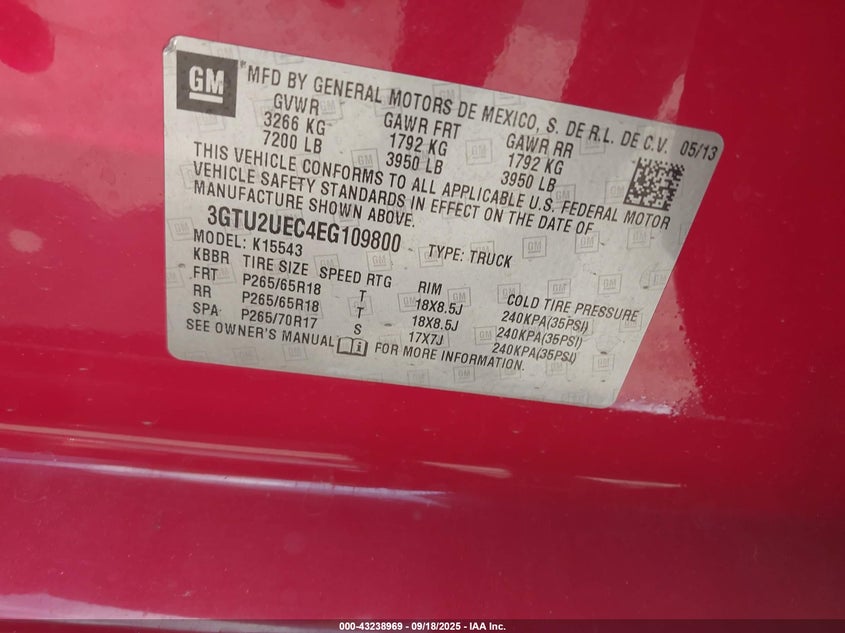 GM
*MFD BY GENERAL MOTORS DE MEXICO, S. DE R.L. DE C.V. 05/13
GVWR GAWR FRT GAWR RR
3266 KG 1792 KG 1792 KG
7200 LB 3950 LB 3950 LB
THIS VEHICLE CONFORMS TO ALL APPLICABLE U.S. FEDERAL MOTOR
VEHICLE SAFETY STANDARDS IN EFFECT ON THE DATE OF
MANUFACTURE SHOWN ABOVE.
3GTU2UEC4EG109800 TYPE: TRUCK
MODEL: K15543
KBBR TIRE SIZE SPEED RTG RIM COLD TIRE PRESSURE
FRT P265/65R18 T 18X8.5J 240KPA(35PSI)
RR P265/65R18 T 18X8.5J 240KPA(35PSI)
SPA P265/70R17 S 17X7J 240KPA(35PSI)
SEE OWNER'S MANUAL FOR MORE INFORMATION.
000-43238969 - 09/18/2025 - IAA Inc.